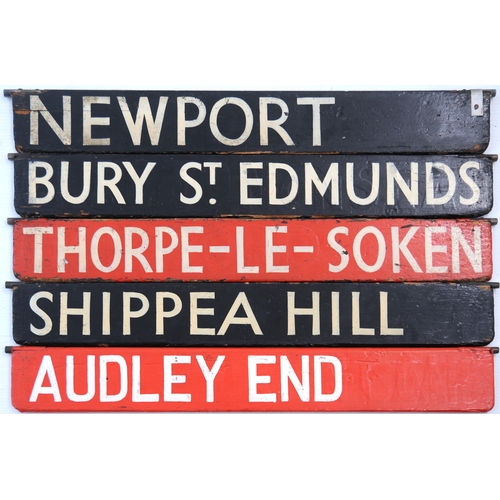 NEWPORT
BURY ST EDMUNDS
THORPE-LE-SOKEN
SHIPPEA HILL
AUDLEY END